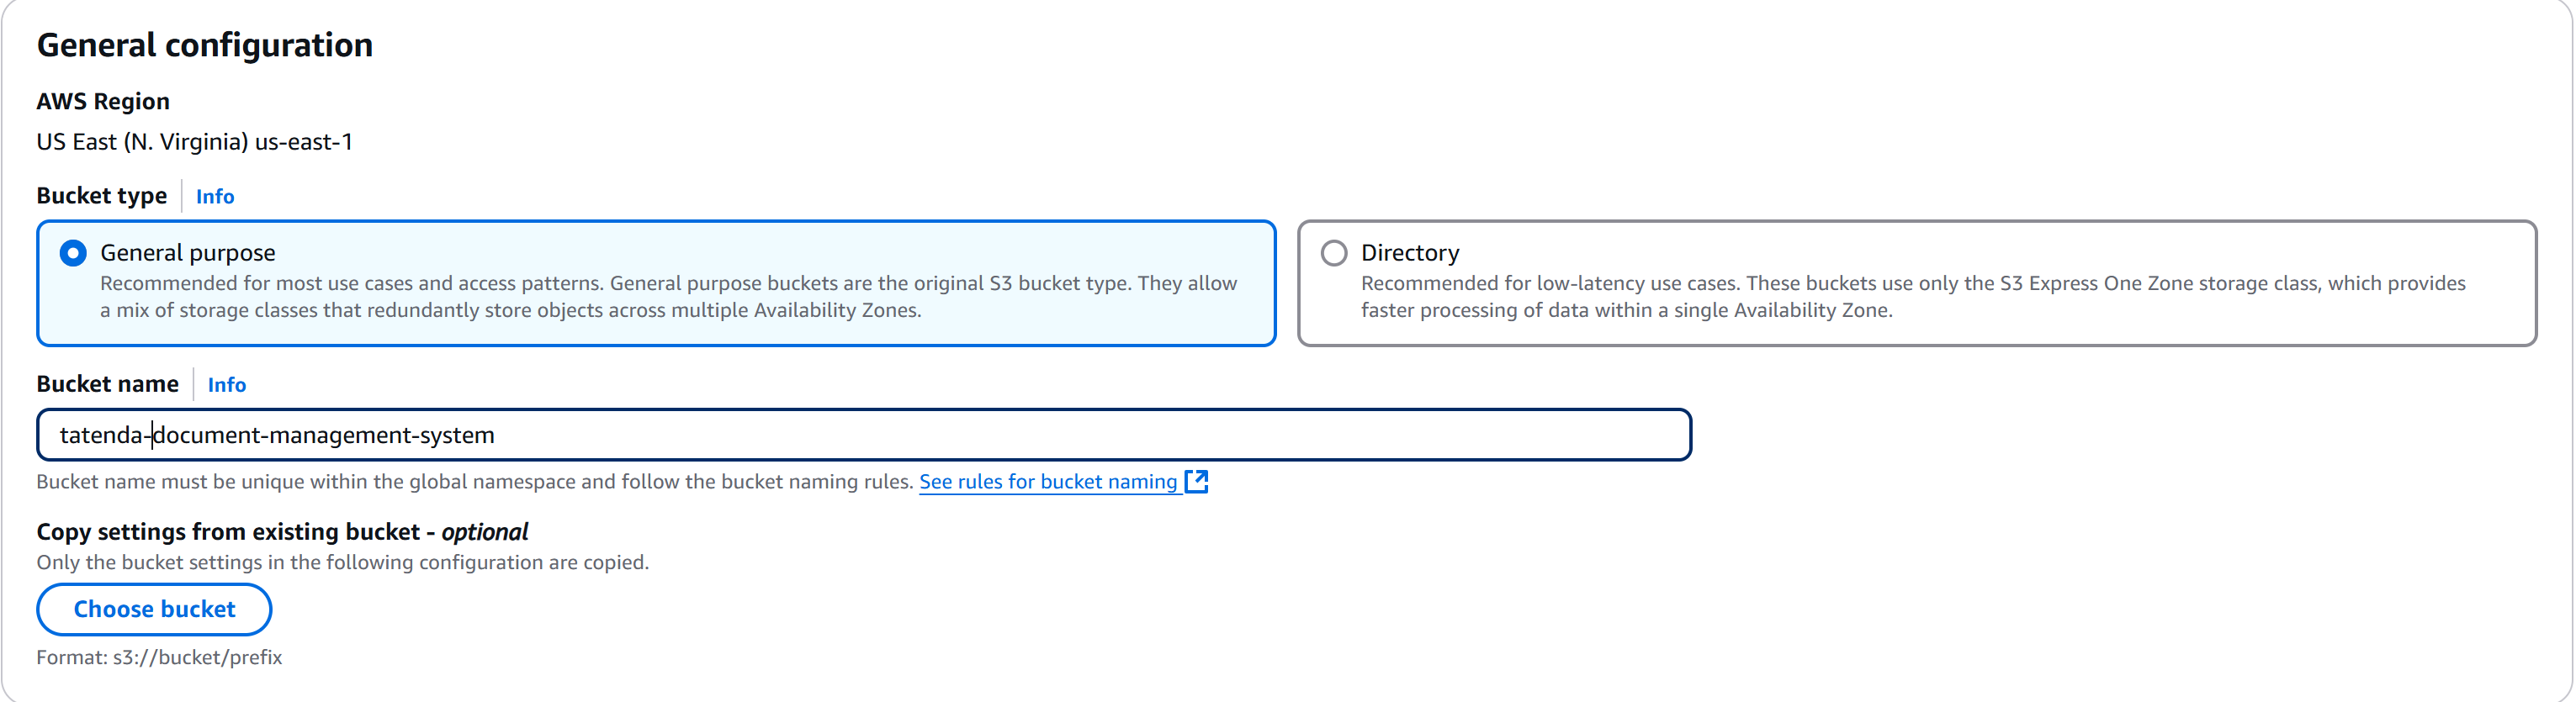 General configuration
AWS Region
US East (N. Virginia) us-east-1
Bucket type Info
General purpose
Recommended for most use cases and access patterns. General purpose buckets are the original S3 bucket type. They allow
a mix of storage classes that redundantly store objects across multiple Availability Zones.
Directory
Recommended for low-latency use cases. These buckets use only the S3 Express One Zone storage class, which provides
faster processing of data within a single Availability Zone.
Bucket name Info
tatenda-document-management-system
Bucket name must be unique within the global namespace and follow the bucket naming rules. See rules for bucket naming
Copy settings from existing bucket - optional
Only the bucket settings in the following configuration are copied.
Choose bucket
Format: s3://bucket/prefix